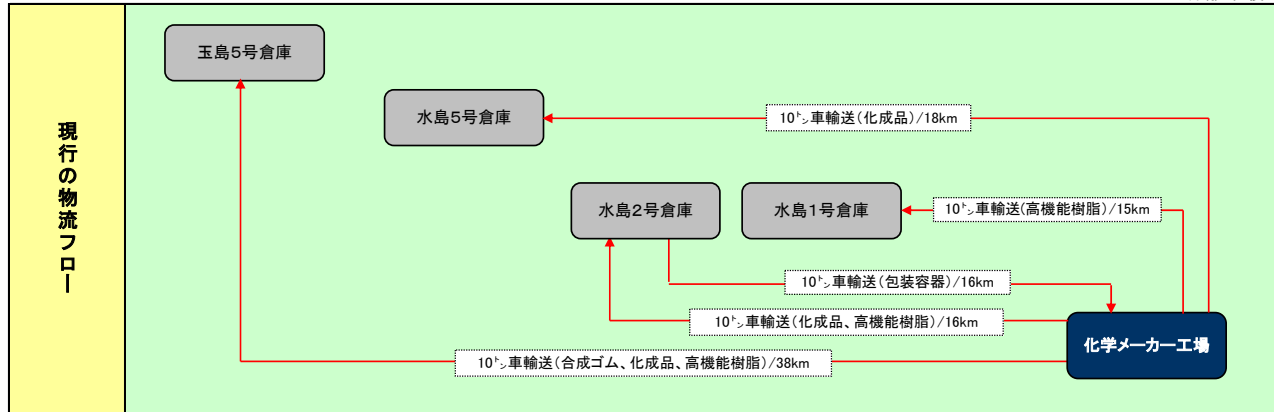 現行の物流フロー
玉島5号倉庫
水島5号倉庫
10㌧車輸送(化成品)/18km
水島2号倉庫
水島1号倉庫
10㌧車輸送(高機能樹脂)/15km
10㌧車輸送(包装容器)/16km
10㌧車輸送(化成品、高機能樹脂)/16km
化学メーカー工場
10㌧車輸送(合成ゴム、化成品、高機能樹脂)/38km